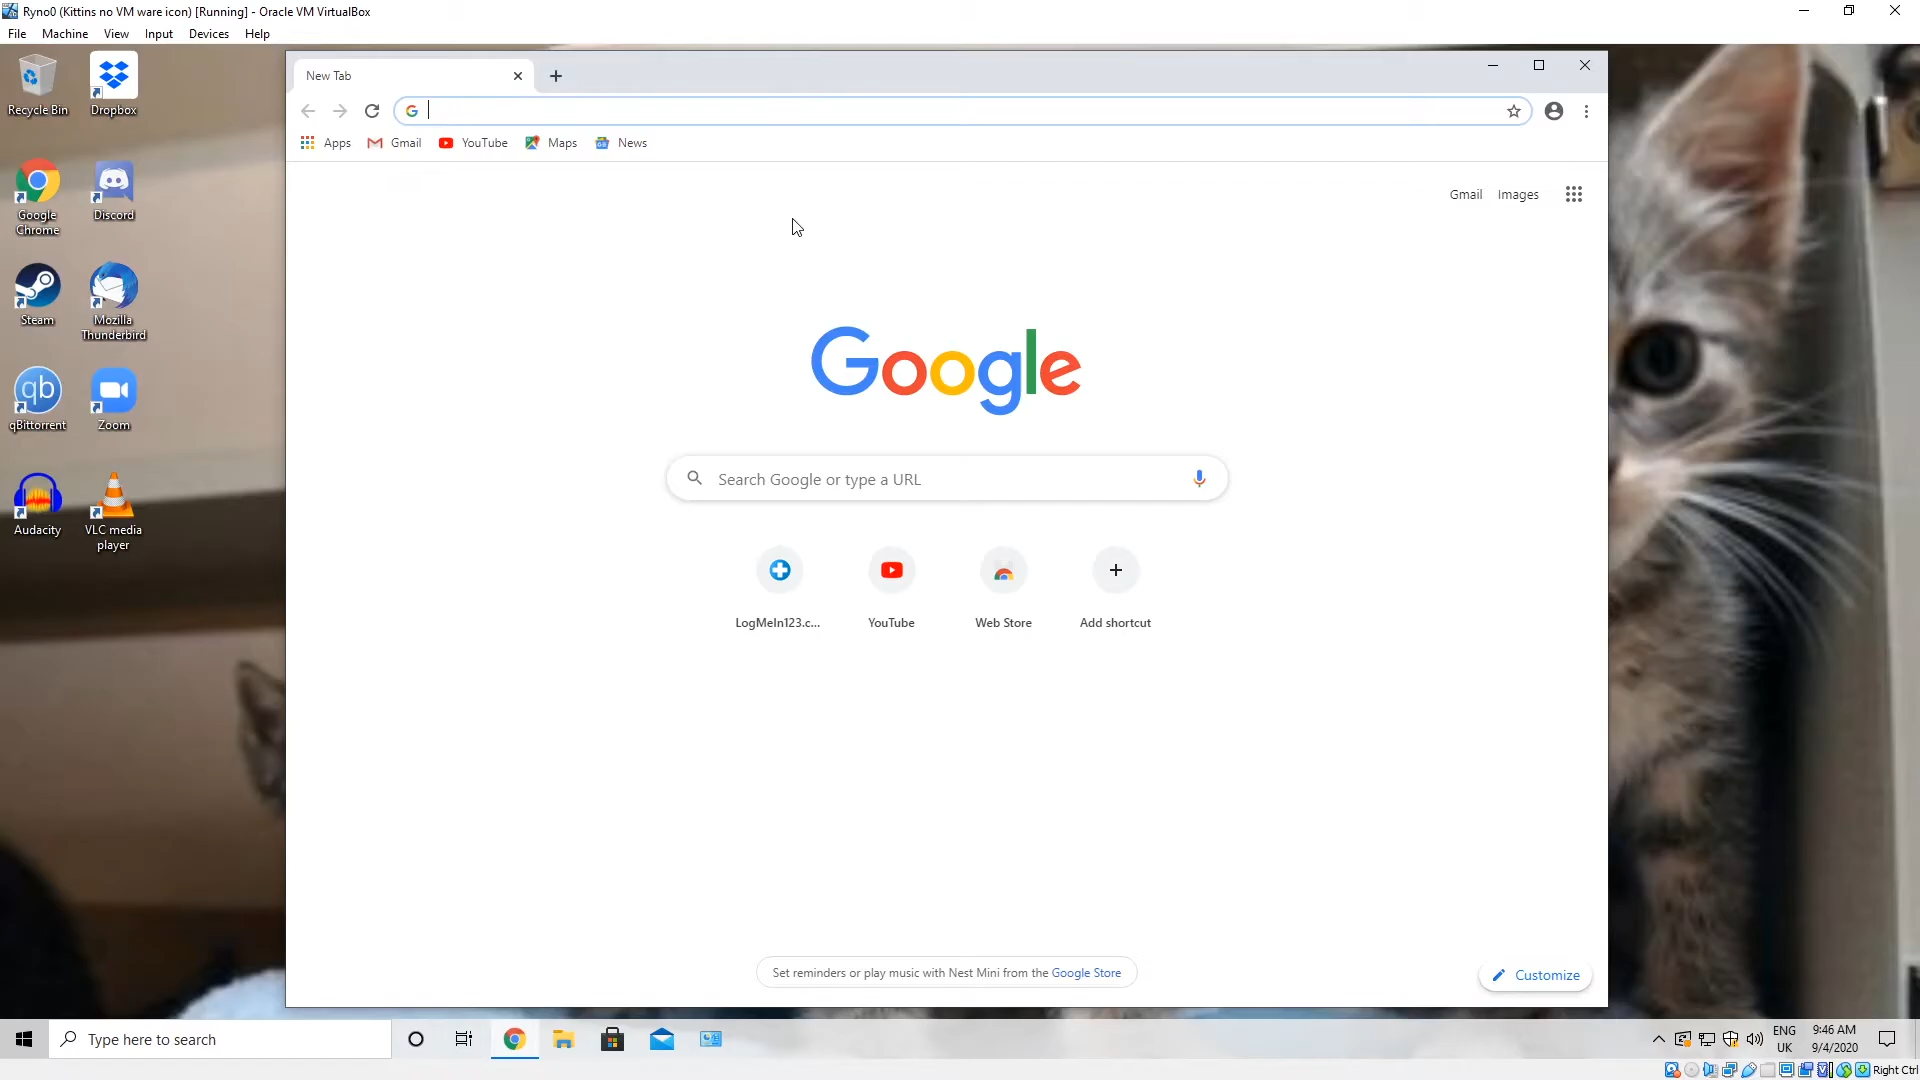 Ryno0 (Kittins no VM ware icon) [Running] - Oracle VM VirtualBox
File Machine View Input Devices Help
Recycle Bin
Dropbox
Google
Chrome
Discord
Steam
Mozilla
Thunderbird
qb
qBittorrent
Zoom
Audacity
VLC media
player
New Tab
Apps Gmail YouTube Maps News
Gmail Images
Google
Search Google or type a URL
LogMeIn123.c...
YouTube
Web Store
Add shortcut
Set reminders or play music with Nest Mini from the Google Store
Customize
Type here to search
ENG
UK
9:46 AM
9/4/2020
Right Ctrl